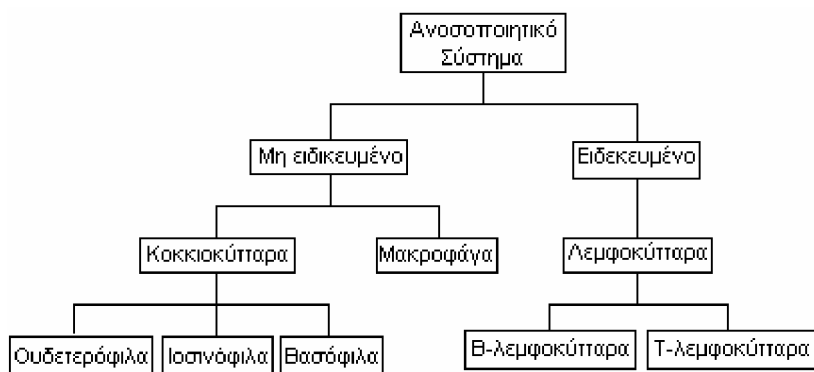 Ανοσοποιητικό
Σύστημα
Μη ειδικευμένο
Ειδεκευμένο
Κοκκιοκύτταρα
Μακροφάγα
Λεμφοκύτταρα
Ουδετερόφιλα
Ιοσινόφιλα
Βασόφιλα
Β-λεμφοκύτταρα
Τ-λεμφοκύτταρα